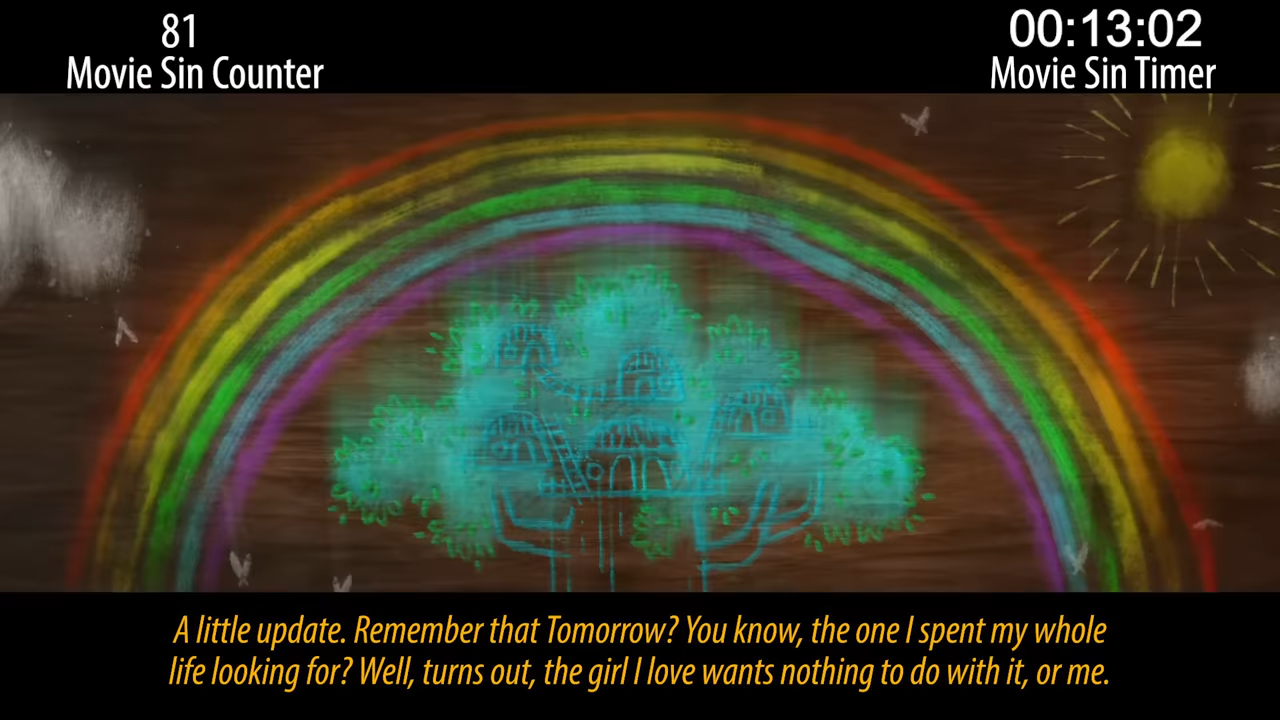 81
Movie Sin Counter
00:13:02
Movie Sin Timer
A little update. Remember that Tomorrow? You know, the one I spent my whole
life looking for? Well, turns out, the girl I love wants nothing to do with it, or me.